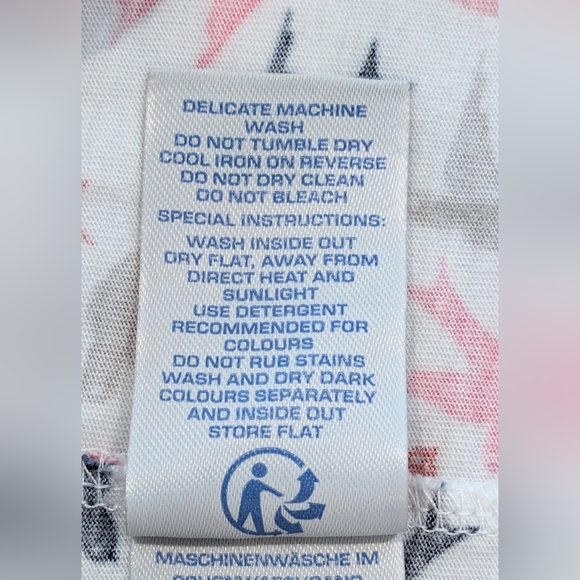 DELICATE MACHINE
WASH
DO NOT TUMBLE DRY
COOL IRON ON REVERSE
DO NOT DRY CLEAN
DO NOT BLEACH
SPECIAL INSTRUCTIONS:
WASH INSIDE OUT
DRY FLAT, AWAY FROM
DIRECT HEAT AND
SUNLIGHT
USE DETERGENT
RECOMMENDED FOR
COLOURS
DO NOT RUB STAINS
WASH AND DRY DARK
COLOURS SEPARATELY
AND INSIDE OUT
STORE FLAT
MASCHINENWÄSCHE IM